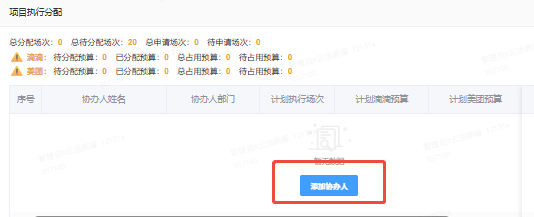 项目执行分配
总分配场次：0 总待分配场次：20 总申请场次：0 待申请场次：0
滴滴：待分配预算：0 已分配预算：0 总占用预算：0 待占用预算：0
美团：待分配预算：0 已分配预算：0 总占用预算：0 待占用预算：0
序号 协办人姓名 协办人部门 计划执行场次 计划滴滴预算 计划美团预算
暂无数据
添加协办人